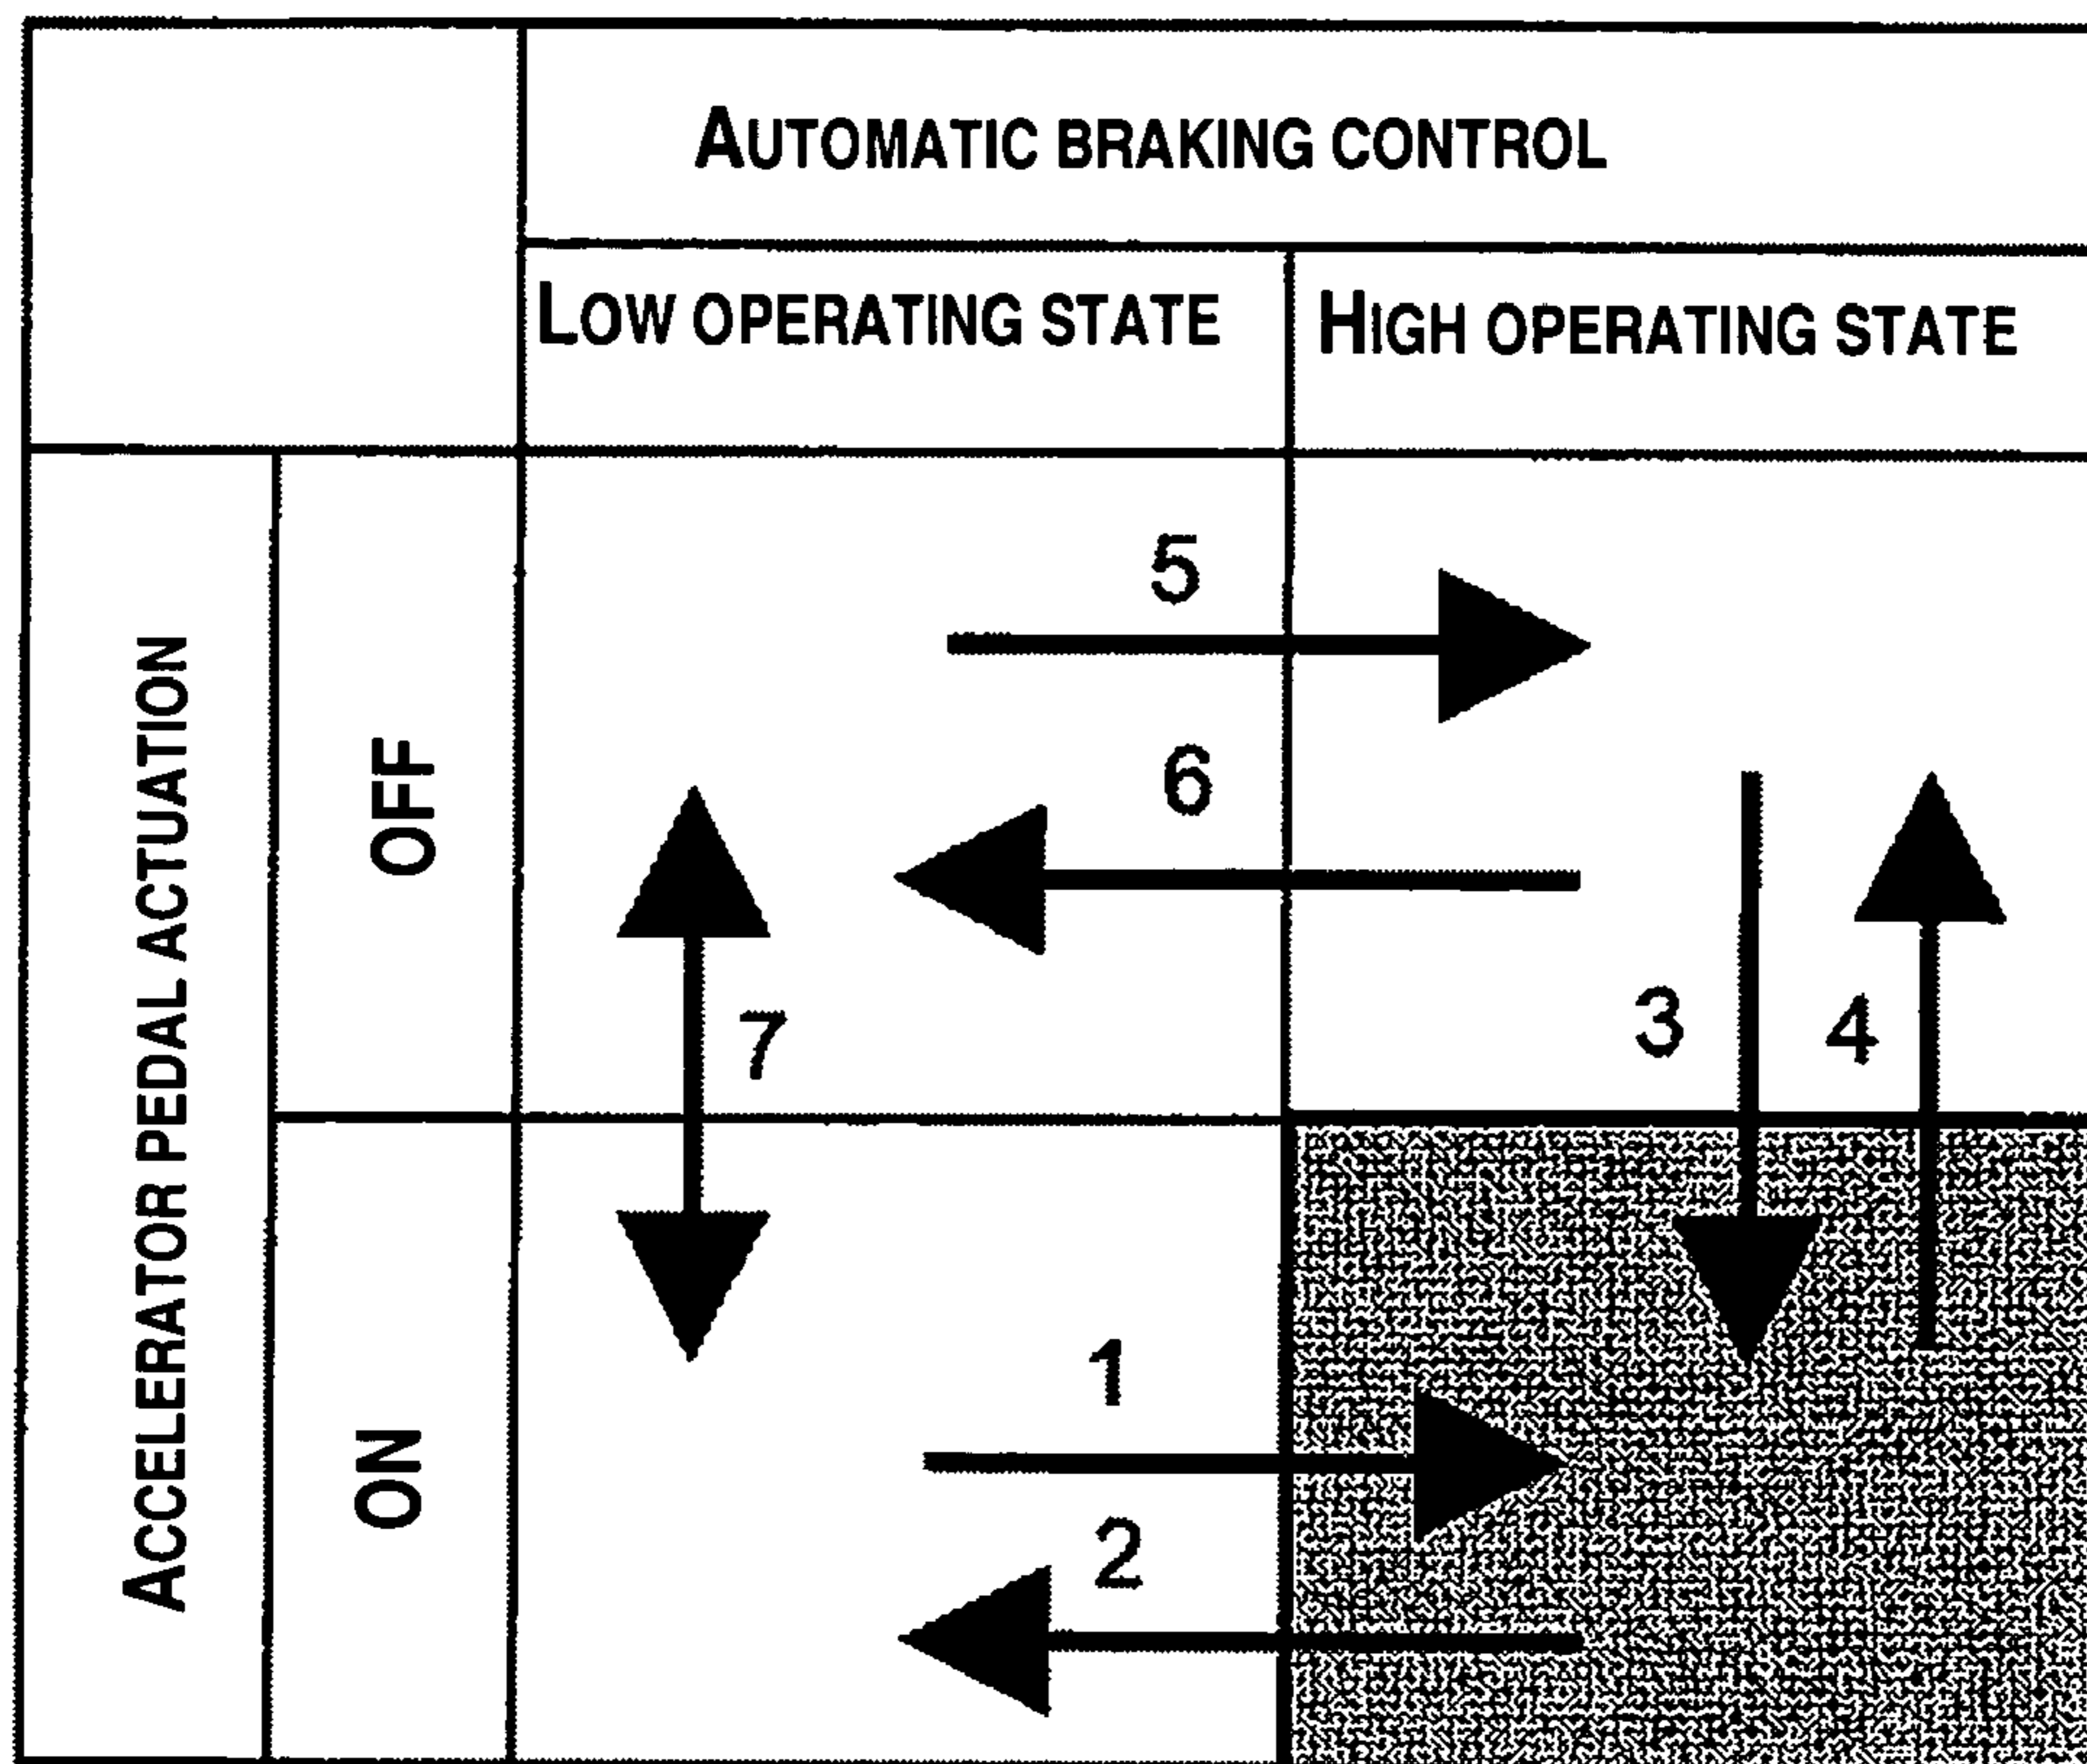 AUTOMATIC BRAKING CONTROL
LOW OPERATING STATE
HIGH OPERATING STATE
ACCELERATOR PEDAL ACTUATION
OFF
5
6
7
3
4
ON
1
2